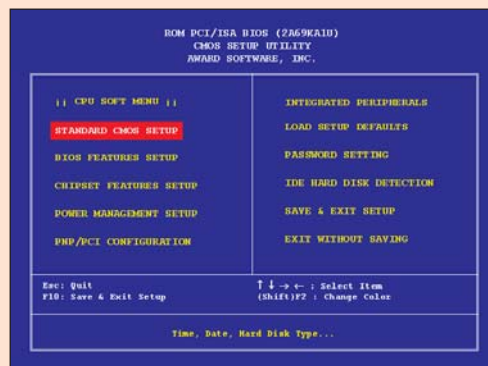 ROM PCI/ISA BIOS (2A69KA1U)
CMOS SETUP UTILITY
AWARD SOFTWARE, INC.
¡¡ CPU SOFT MENU ¡¡
STANDARD CMOS SETUP
BIOS FEATURES SETUP
CHIPSET FEATURES SETUP
POWER MANAGEMENT SETUP
PNP/PCI CONFIGURATION
INTEGRATED PERIPHERALS
LOAD SETUP DEFAULTS
PASSWORD SETTING
IDE HARD DISK DETECTION
SAVE & EXIT SETUP
EXIT WITHOUT SAVING
Esc: Quit
F10: Save & Exit Setup
↑ ↓ → ← : Select Item
(Shift)F2 : Change Color
Time, Date, Hard Disk Type...